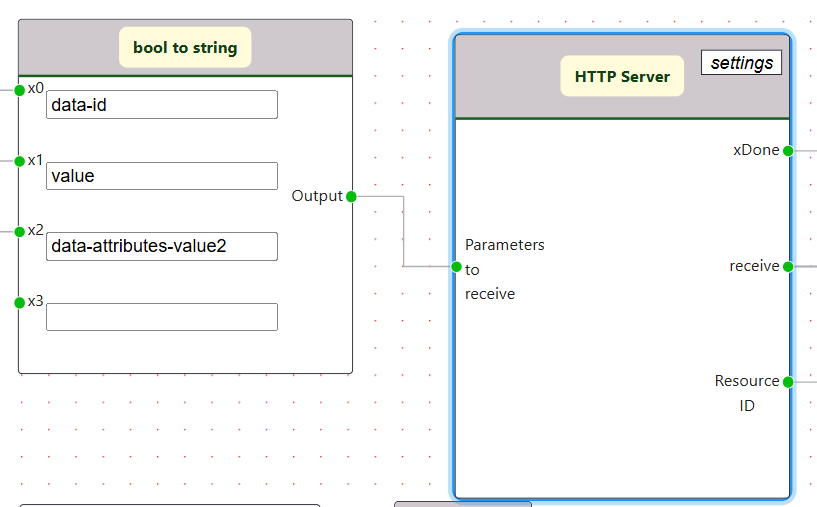 bool to string
x0
data-id
x1
value
Output
x2
data-attributes-value2
x3
settings
HTTP Server
xDone
Parameters
to
receive
receive
Resource
ID